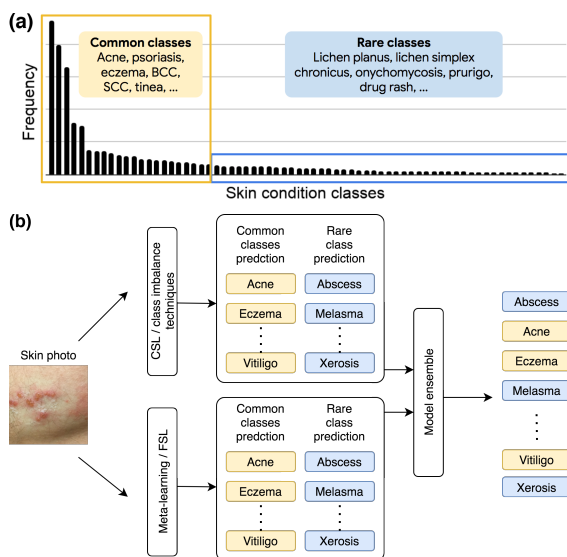 (a)
Common classes
Acne, psoriasis,
eczema, BCC,
SCC, tinea, ...
Rare classes
Lichen planus, lichen simplex
chronicus, onychomycosis, prurigo,
drug rash, ...
Frequency
Skin condition classes
(b)
Skin photo
CSL / class imbalance
techniques
Common
classes
predction
Rare
class
prediction
Acne
Abscess
Eczema
Melasma
Vitiligo
Xerosis
Meta-learning / FSL
Common
classes
predction
Rare
class
prediction
Acne
Abscess
Eczema
Melasma
Vitiligo
Xerosis
Model ensemble
Abscess
Acne
Eczema
Melasma
Vitiligo
Xerosis